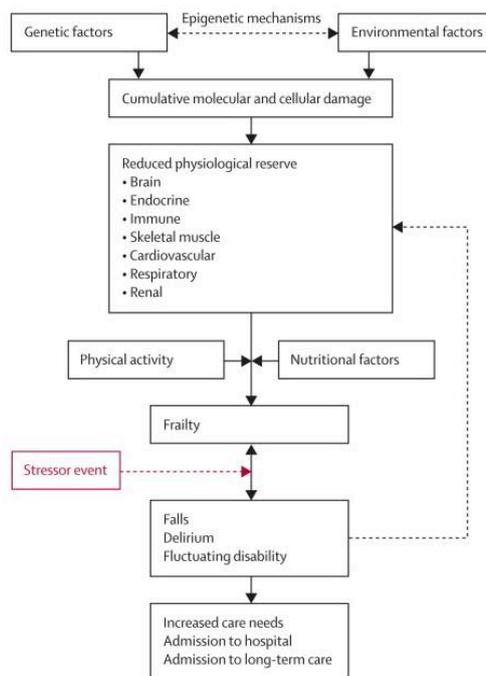 Epigenetic mechanisms
Genetic factors
Environmental factors
Cumulative molecular and cellular damage
Reduced physiological reserve
• Brain
• Endocrine
• Immune
• Skeletal muscle
• Cardiovascular
• Respiratory
• Renal
Physical activity
Nutritional factors
Frailty
Stressor event
Falls
Delirium
Fluctuating disability
Increased care needs
Admission to hospital
Admission to long-term care